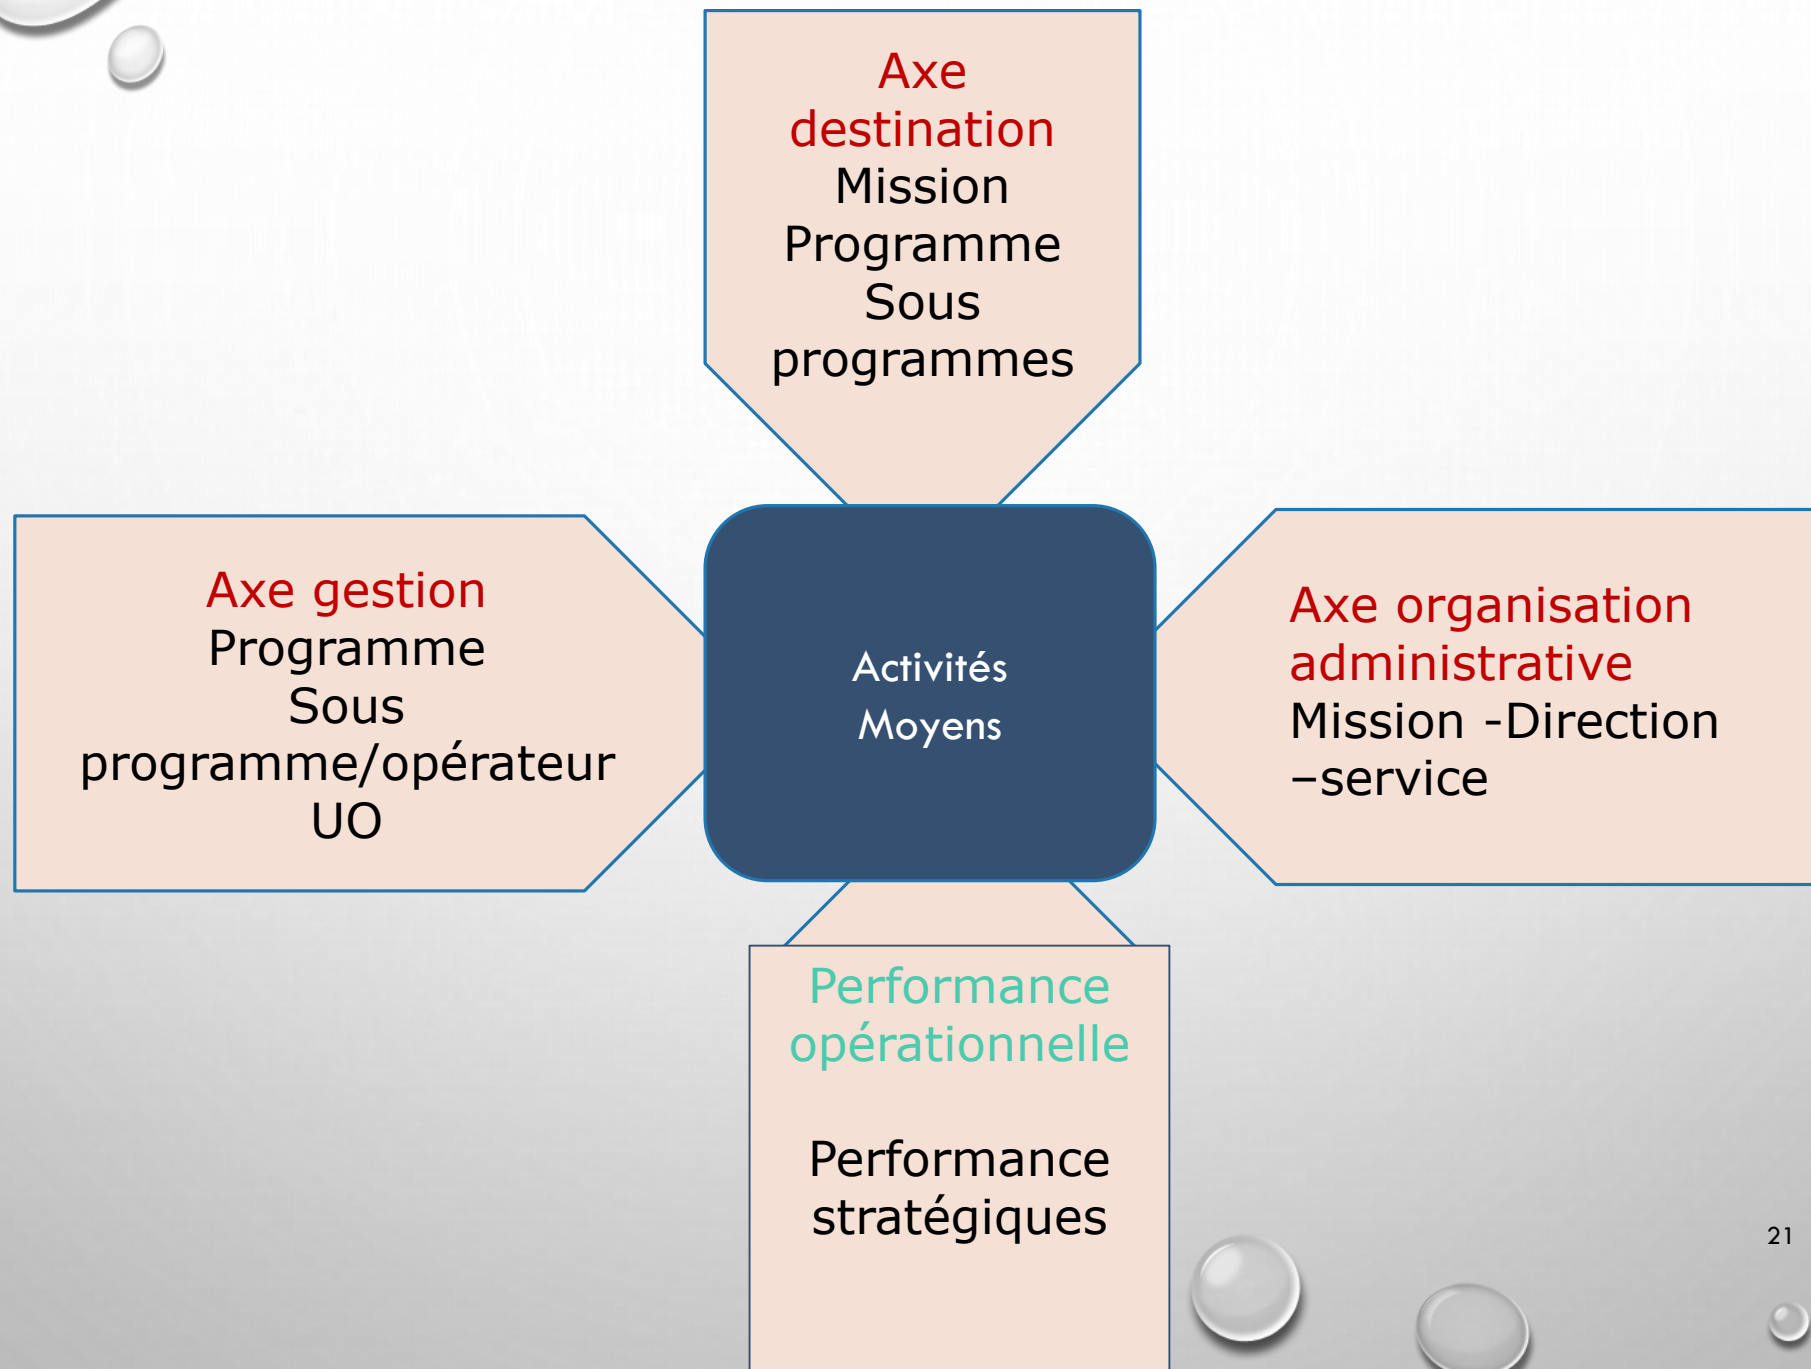 Axe
destination
Mission
Programme
Sous
programmes
Axe gestion
Programme
Sous
programme/opérateur
UO
Activités
Moyens
Axe organisation
administrative
Mission -Direction
–service
Performance
opérationnelle
Performance
stratégiques
21